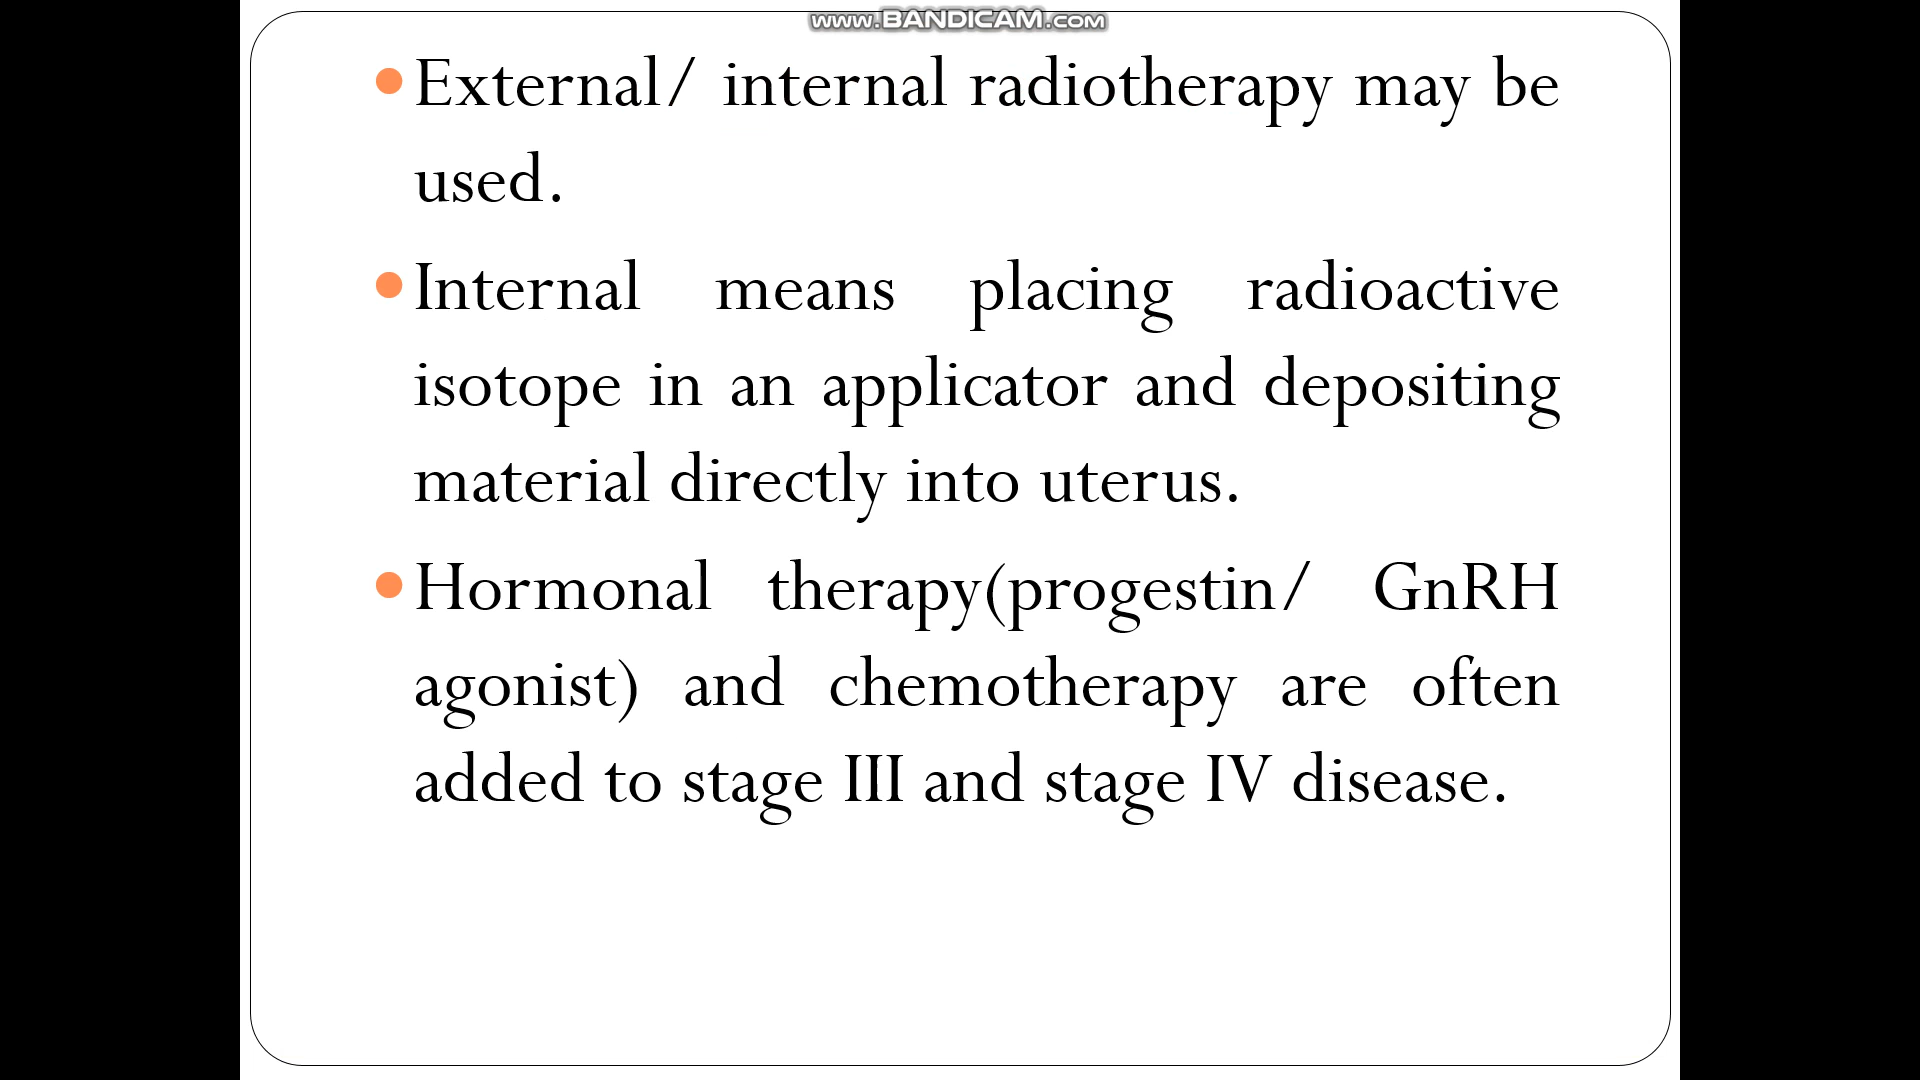 www.BANDICAM.com
External/ internal radiotherapy may be
used.
Internal means placing radioactive
isotope in an applicator and depositing
material directly into uterus.
Hormonal therapy(progestin/ GnRH
agonist) and chemotherapy are often
added to stage III and stage IV disease.